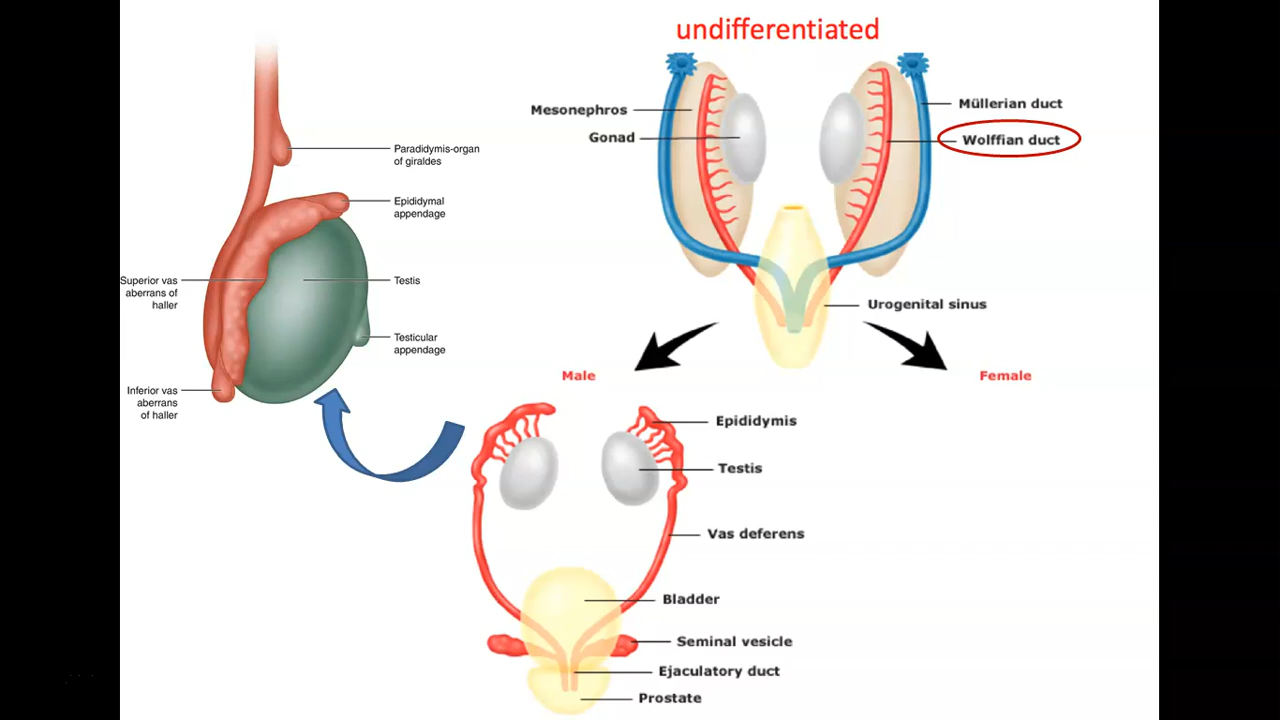 undifferentiated
Mesonephros
Gonad
Müllerian duct
Wolffian duct
Urogenital sinus
Paradidymis-organ
of giraldes
Epididymal
appendage
Superior vas
aberrans of
haller
Testis
Testicular
appendage
Inferior vas
aberrans
of haller
Male
Female
Epididymis
Testis
Vas deferens
Bladder
Seminal vesicle
Ejaculatory duct
Prostate